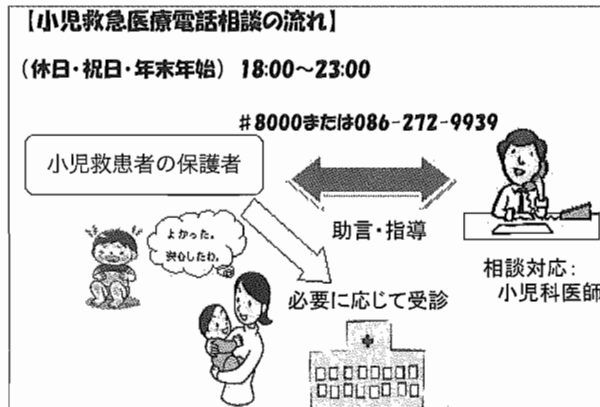 【小児救急医療電話相談の流れ】
(休日・祝日・年末年始) 18:00～23:00
#8000または086-272-9939
小児救患者の保護者
助言・指導
よかった。
安心したわ。
相談対応:
小児科医師
必要に応じて受診